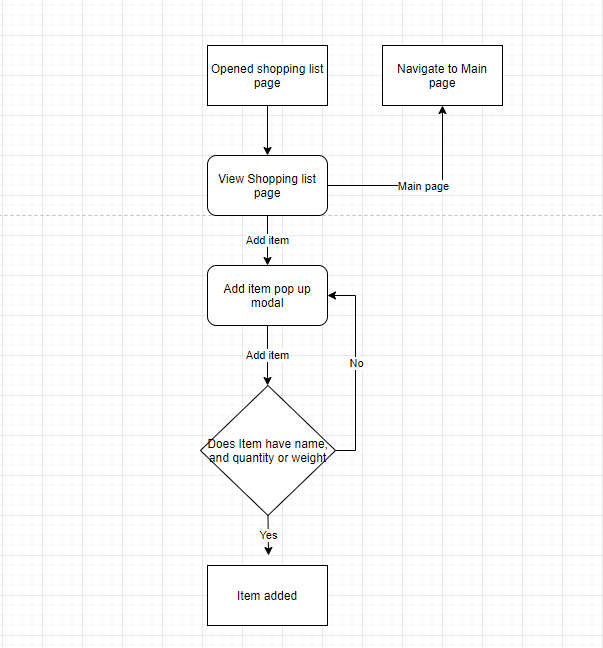 Opened shopping list
page
Navigate to Main
page
View Shopping list
page
Main page
Add item
Add item pop up
modal
Add item
No
Does Item have name,
and quantity or weight
Yes
Item added